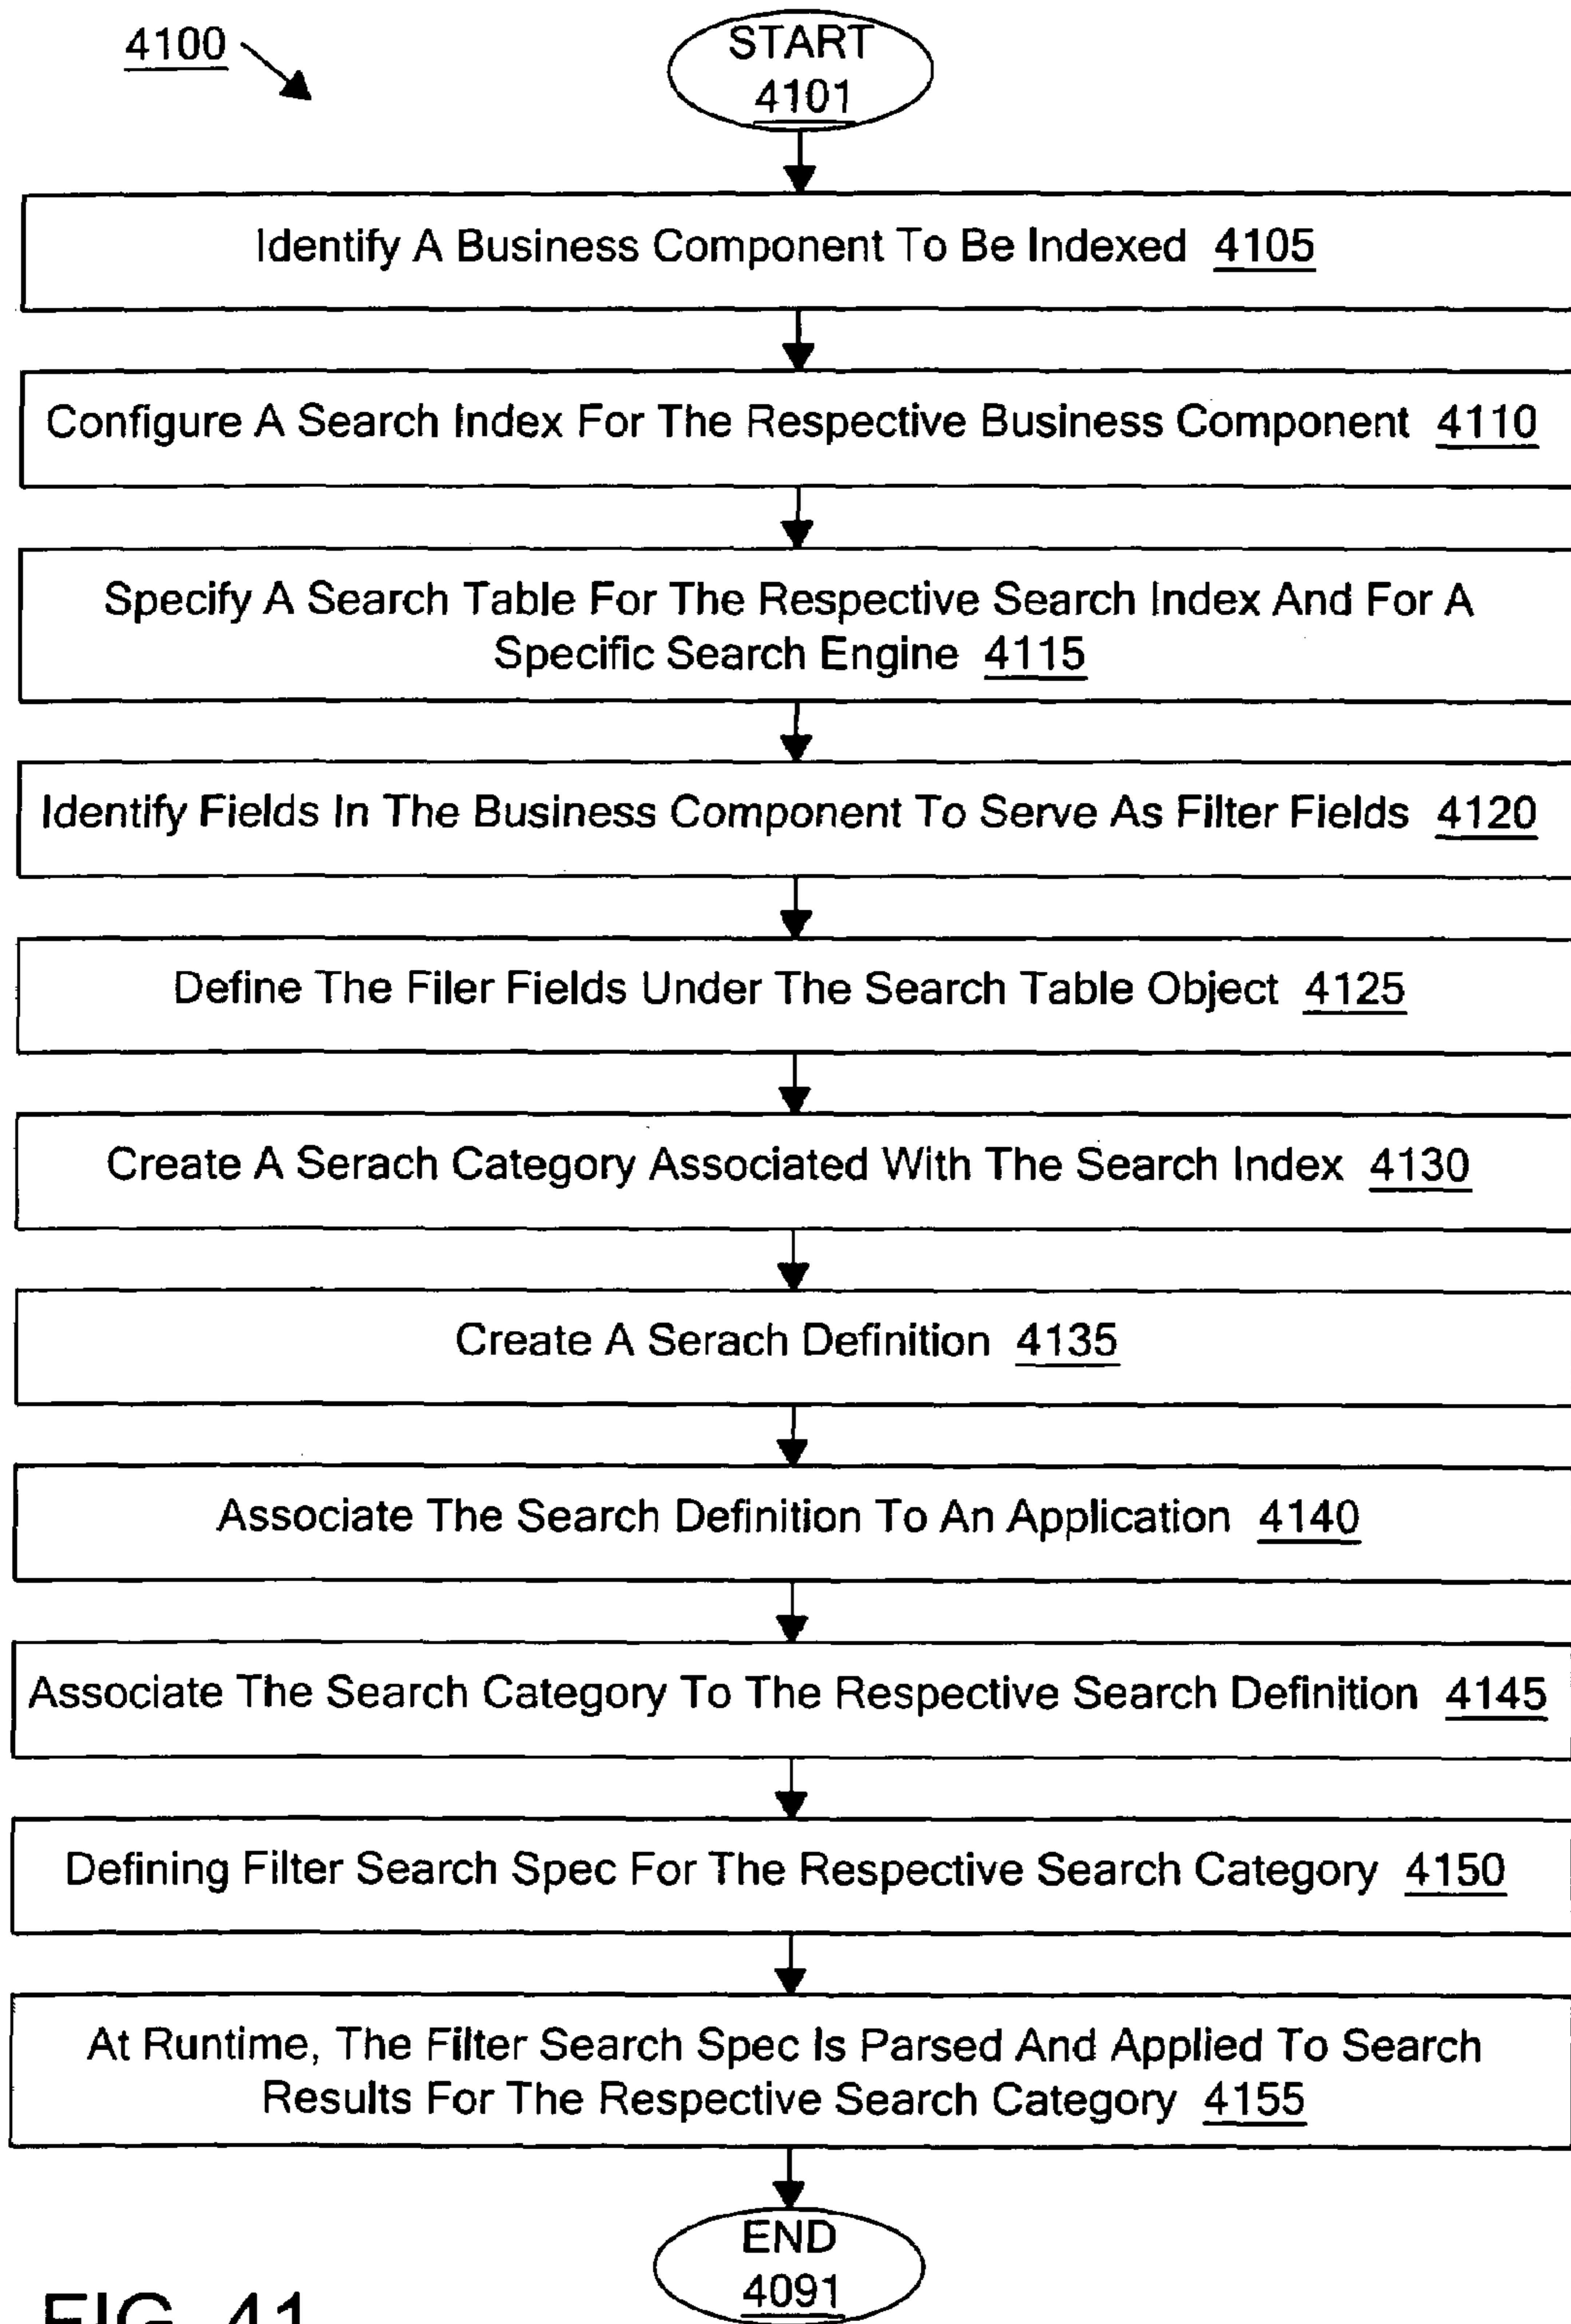 4100
START
4101
Identify A Business Component To Be Indexed 4105
Configure A Search Index For The Respective Business Component 4110
Specify A Search Table For The Respective Search Index And For A
Specific Search Engine 4115
Identify Fields In The Business Component To Serve As Filter Fields 4120
Define The Filer Fields Under The Search Table Object 4125
Create A Serach Category Associated With The Search Index 4130
Create A Serach Definition 4135
Associate The Search Definition To An Application 4140
Associate The Search Category To The Respective Search Definition 4145
Defining Filter Search Spec For The Respective Search Category 4150
At Runtime, The Filter Search Spec Is Parsed And Applied To Search
Results For The Respective Search Category 4155
END
4091
FIG. 41